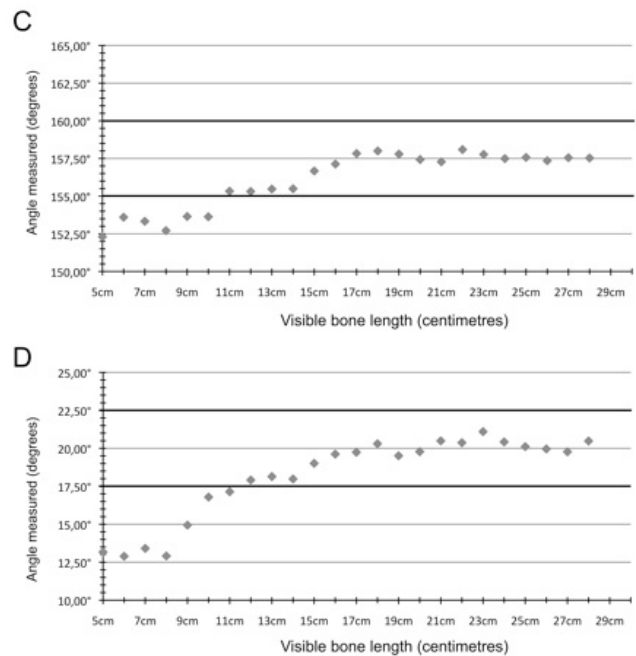 C
165,00°
162,50°
160,00°
157,50°
155,00°
152,50°
150,00°
Angle measured (degrees)
5cm 7cm 9cm 11cm 13cm 15cm 17cm 19cm 21cm 23cm 25cm 27cm 29cm
Visible bone length (centimetres)
D
25,00°
22,50°
20,00°
17,50°
15,00°
12,50°
10,00°
Angle measured (degrees)
5cm 7cm 9cm 11cm 13cm 15cm 17cm 19cm 21cm 23cm 25cm 27cm 29cm
Visible bone length (centimetres)